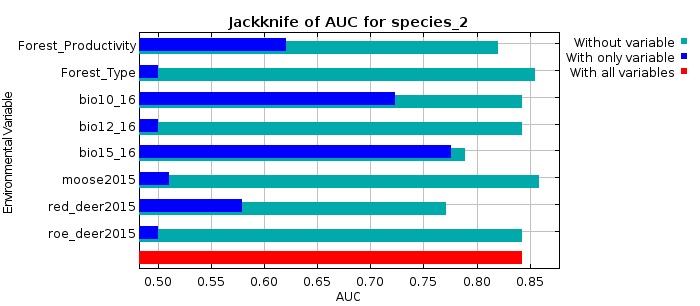 Jackknife of AUC for species_2
Without variable
With only variable
With all variables
Environmental Variable
Forest_Productivity
Forest_Type
bio10_16
bio12_16
bio15_16
moose2015
red_deer2015
roe_deer2015
0.50 0.55 0.60 0.65 0.70 0.75 0.80 0.85
AUC